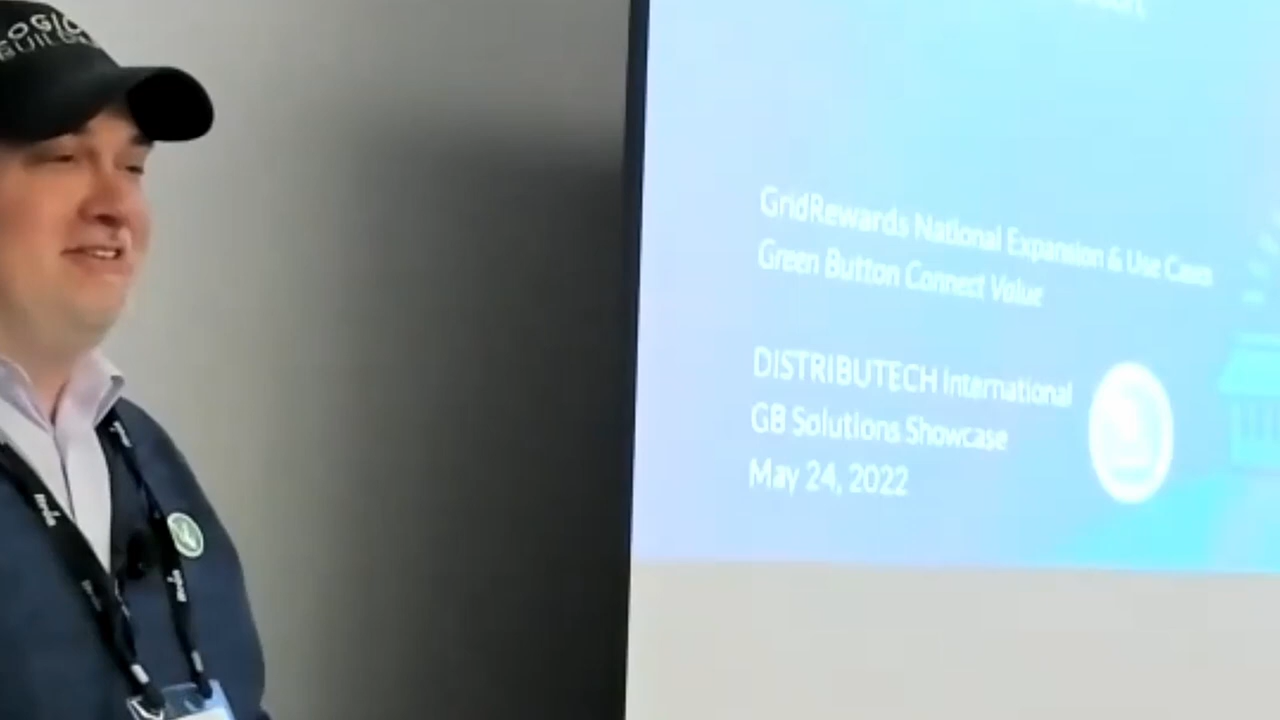 GridRewards National Expansion & Use Cases
Green Button Connect Value
DISTRIBUTECH International
GB Solutions Showcase
May 24, 2022